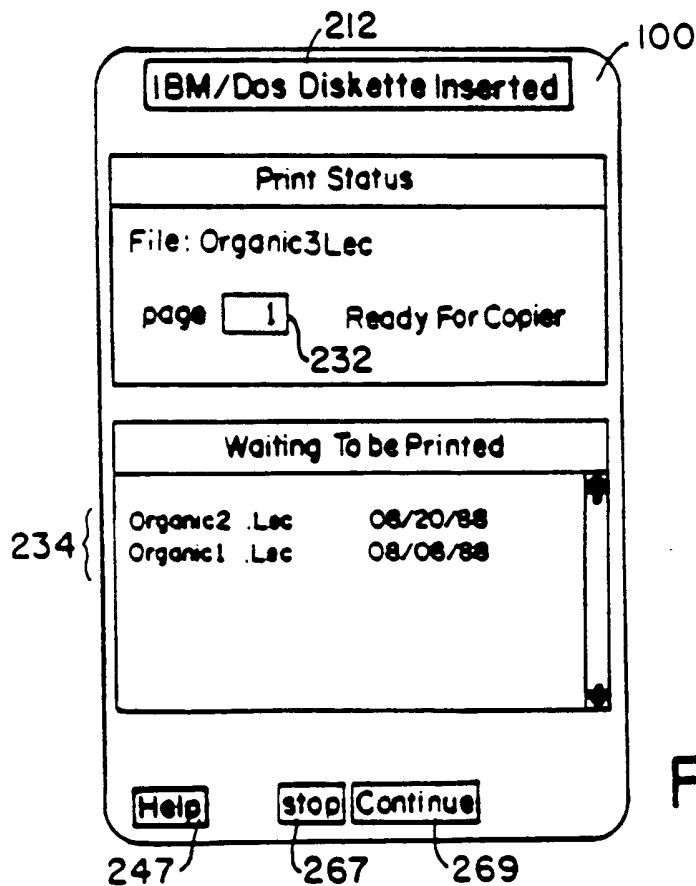 212
100
IBM/Dos Diskette Inserted
Print Status
File: Organic3Lec
page 1 Ready For Copier
232
Waiting To be Printed
Organic2 .Lec 06/20/88
234 Organic1 .Lec 08/06/88
Help stop Continue
F
247 267 269